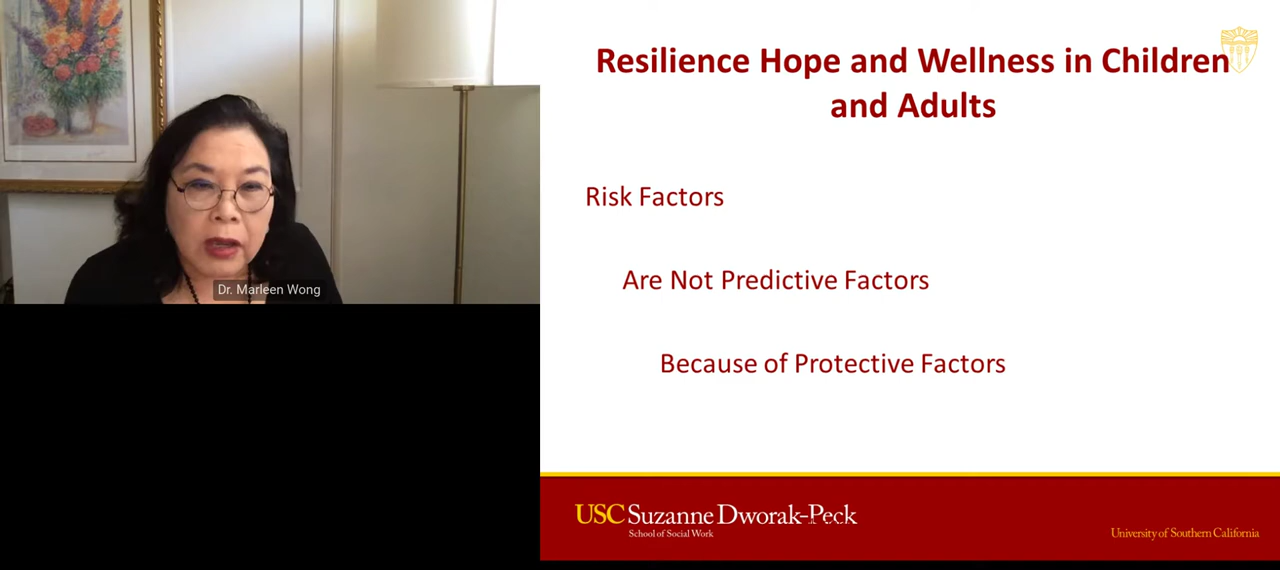 Dr. Marleen Wong
Resilience Hope and Wellness in Children
and Adults
Risk Factors
Are Not Predictive Factors
Because of Protective Factors
USC Suzanne Dworak-Peck
School of Social Work
University of Southern California